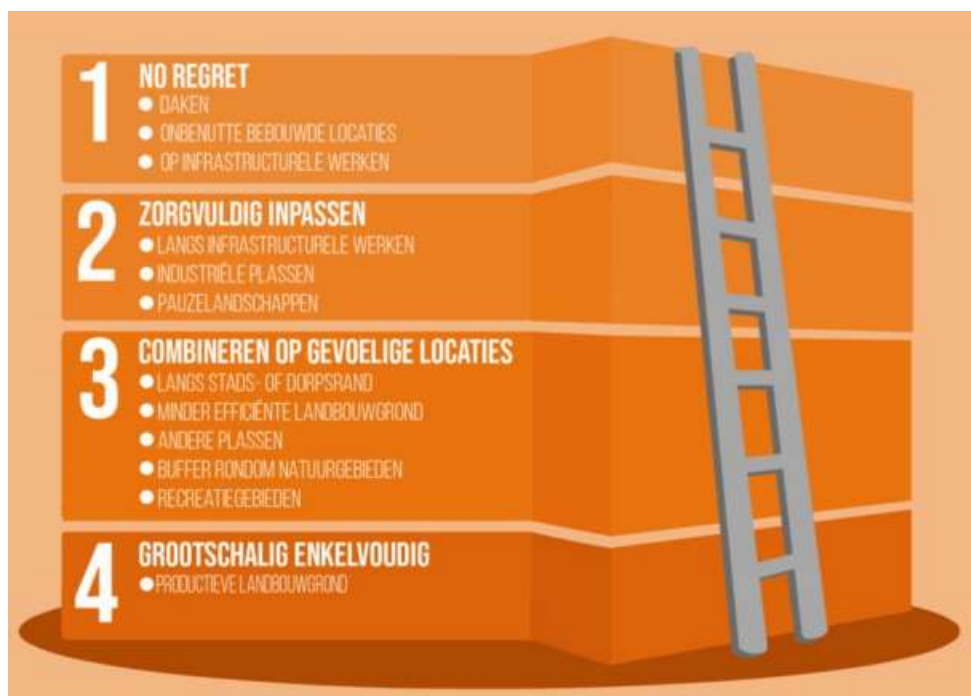 1
NO REGRET
DAKEN
ONBENUTTE BEBOUWDE LOCATIES
OP INFRASTRUCTURELE WERKEN
2
ZORGVULDIG INPASSEN
LANGS INFRASTRUCTURELE WERKEN
INDUSTRIËLE PLASSEN
PAUZELANDSCHAPPEN
3
COMBINEREN OP GEVOELIGE LOCATIES
LANGS STADS- OF DORPSRAND
MINDER EFFICIËNTE LANDBOUWGROND
ANDERE PLASSEN
BUFFER RONDOM NATUURGEBIEDEN
RECREATIEGEBIEDEN
4
GROOTSCHALIG ENKELVOUDIG
PRODUCTIEVE LANDBOUWGROND